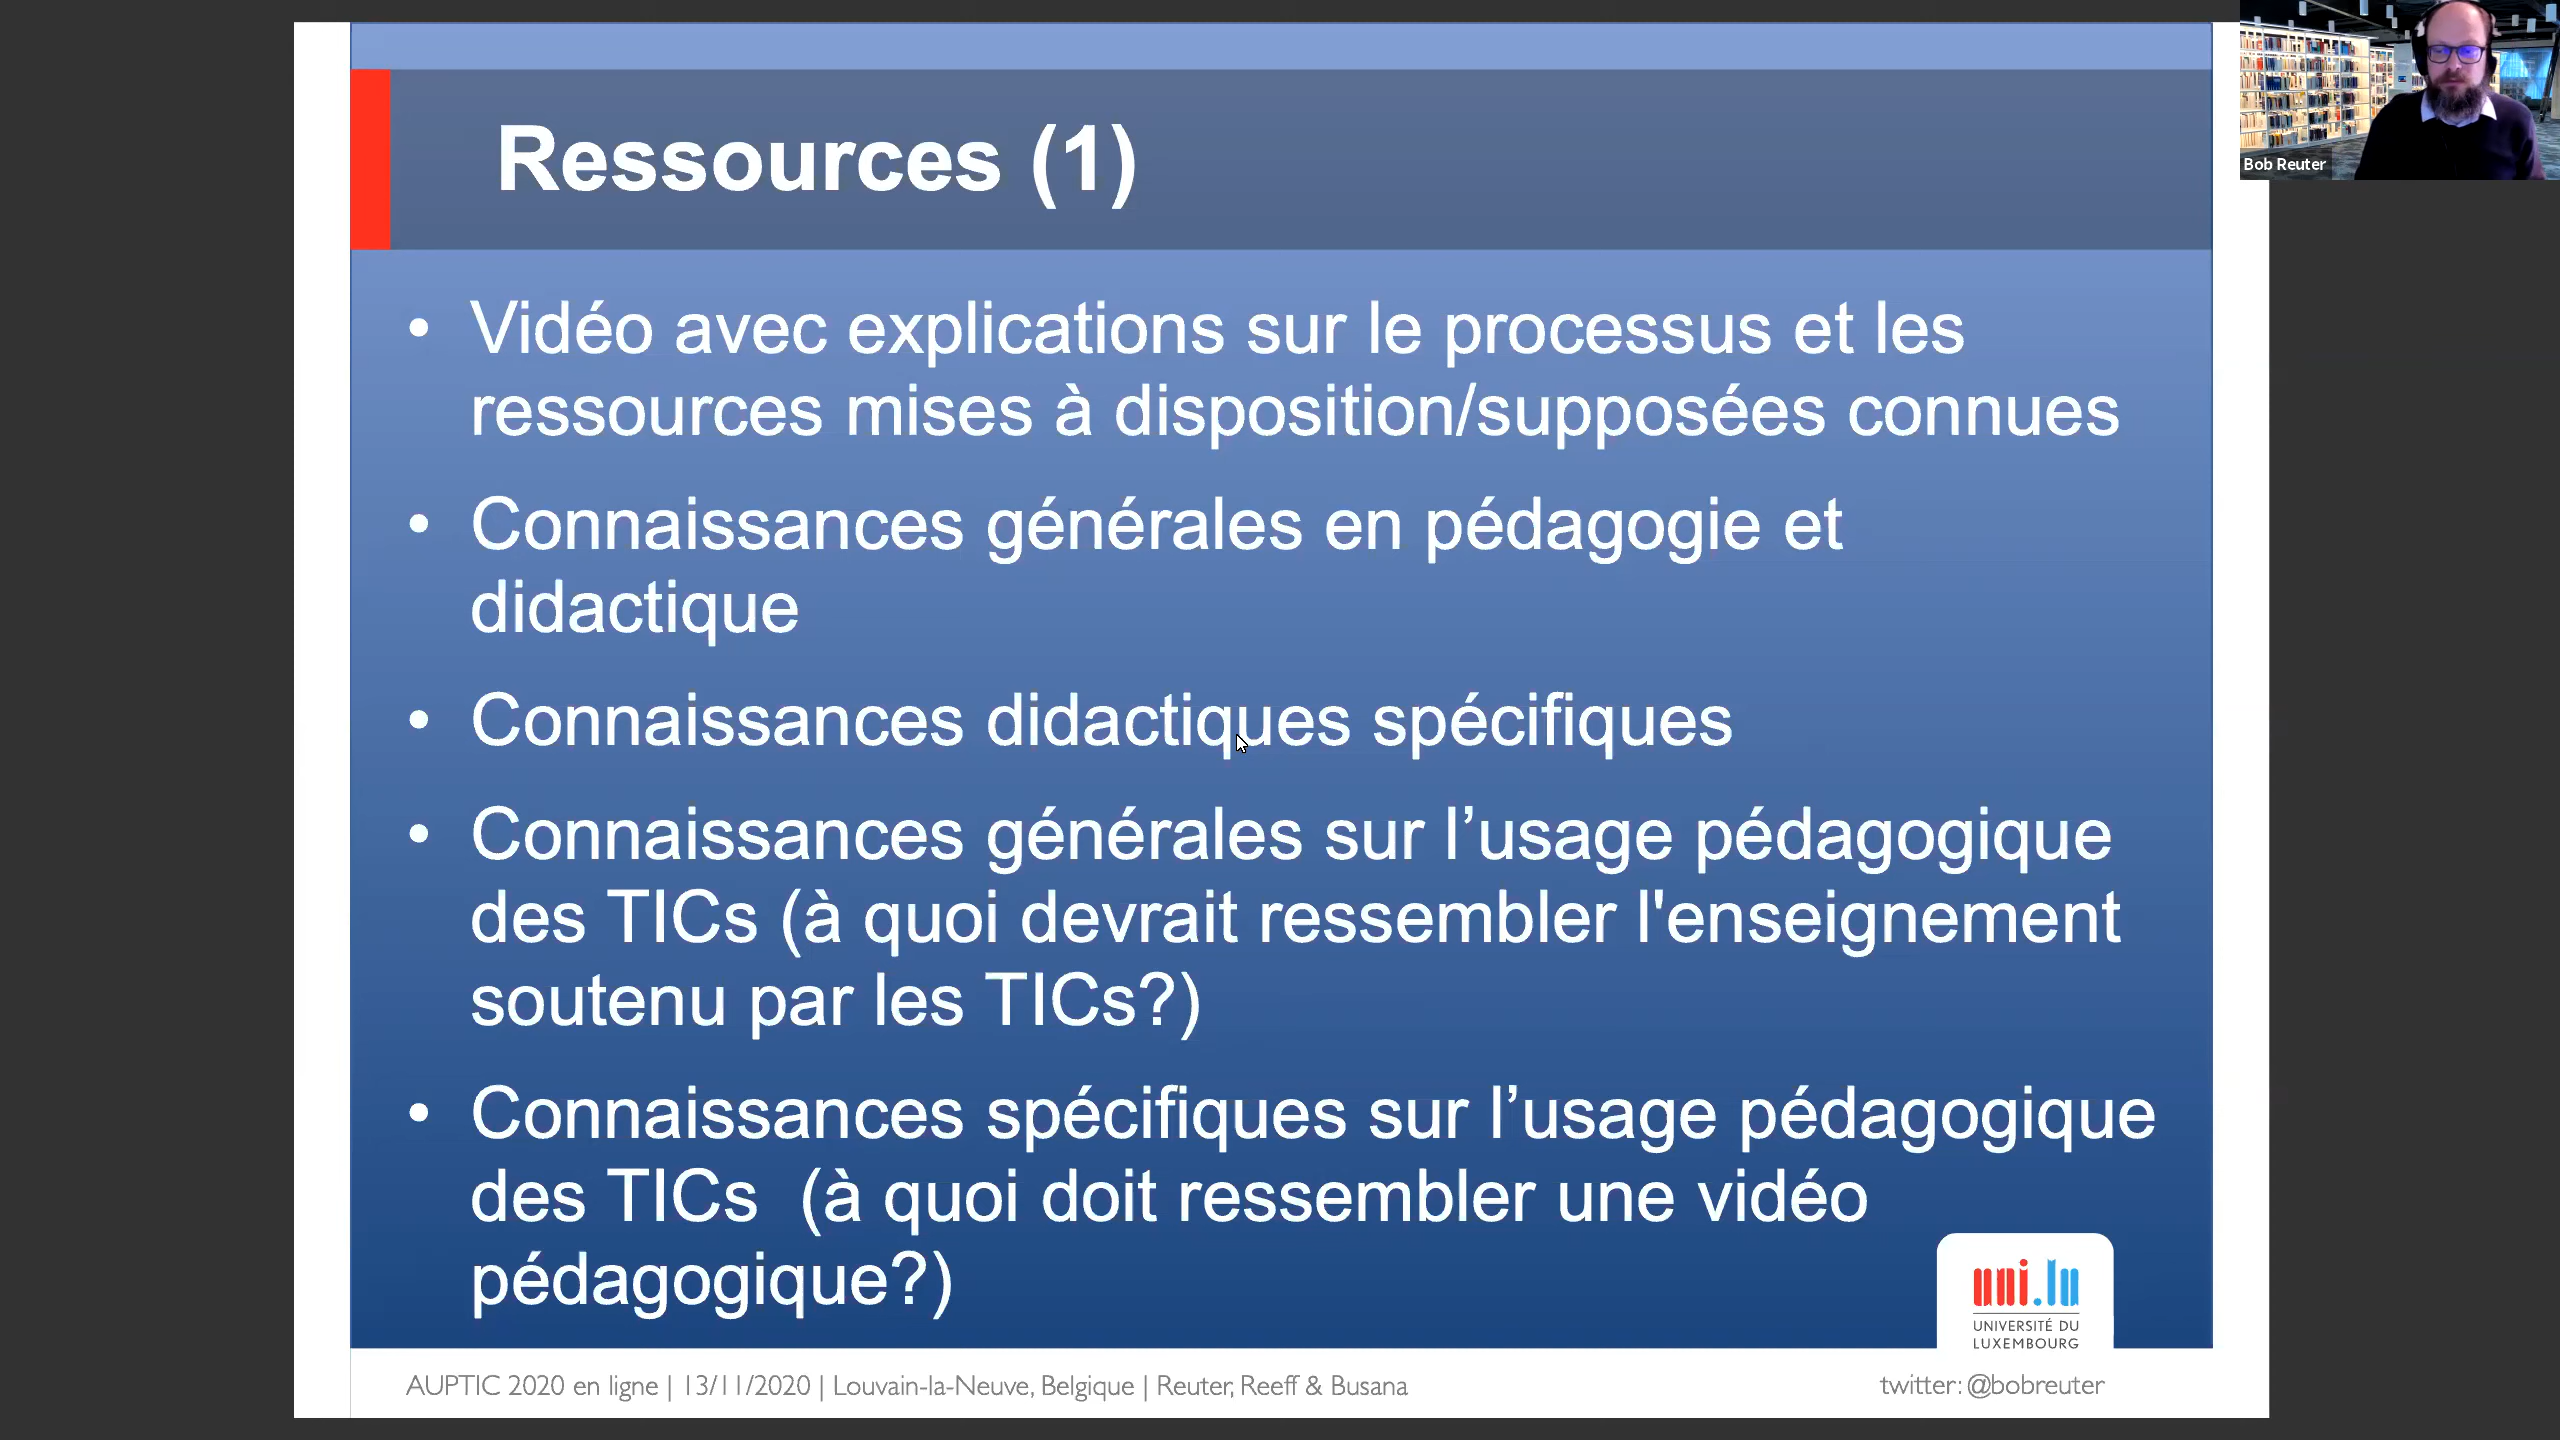 Ressources (1)
Bob Reuter
• Vidéo avec explications sur le processus et les
ressources mises à disposition/supposées connues
• Connaissances générales en pédagogie et
didactique
• Connaissances didactiques spécifiques
• Connaissances générales sur l’usage pédagogique
des TICs (à quoi devrait ressembler l'enseignement
soutenu par les TICs?)
• Connaissances spécifiques sur l’usage pédagogique
des TICs  (à quoi doit ressembler une vidéo
pédagogique?)
uni.lu
UNIVERSITÉ DU
LUXEMBOURG
AUPTIC 2020 en ligne | 13/11/2020 | Louvain-la-Neuve, Belgique | Reuter, Reeff & Busana
twitter: @bobreuter